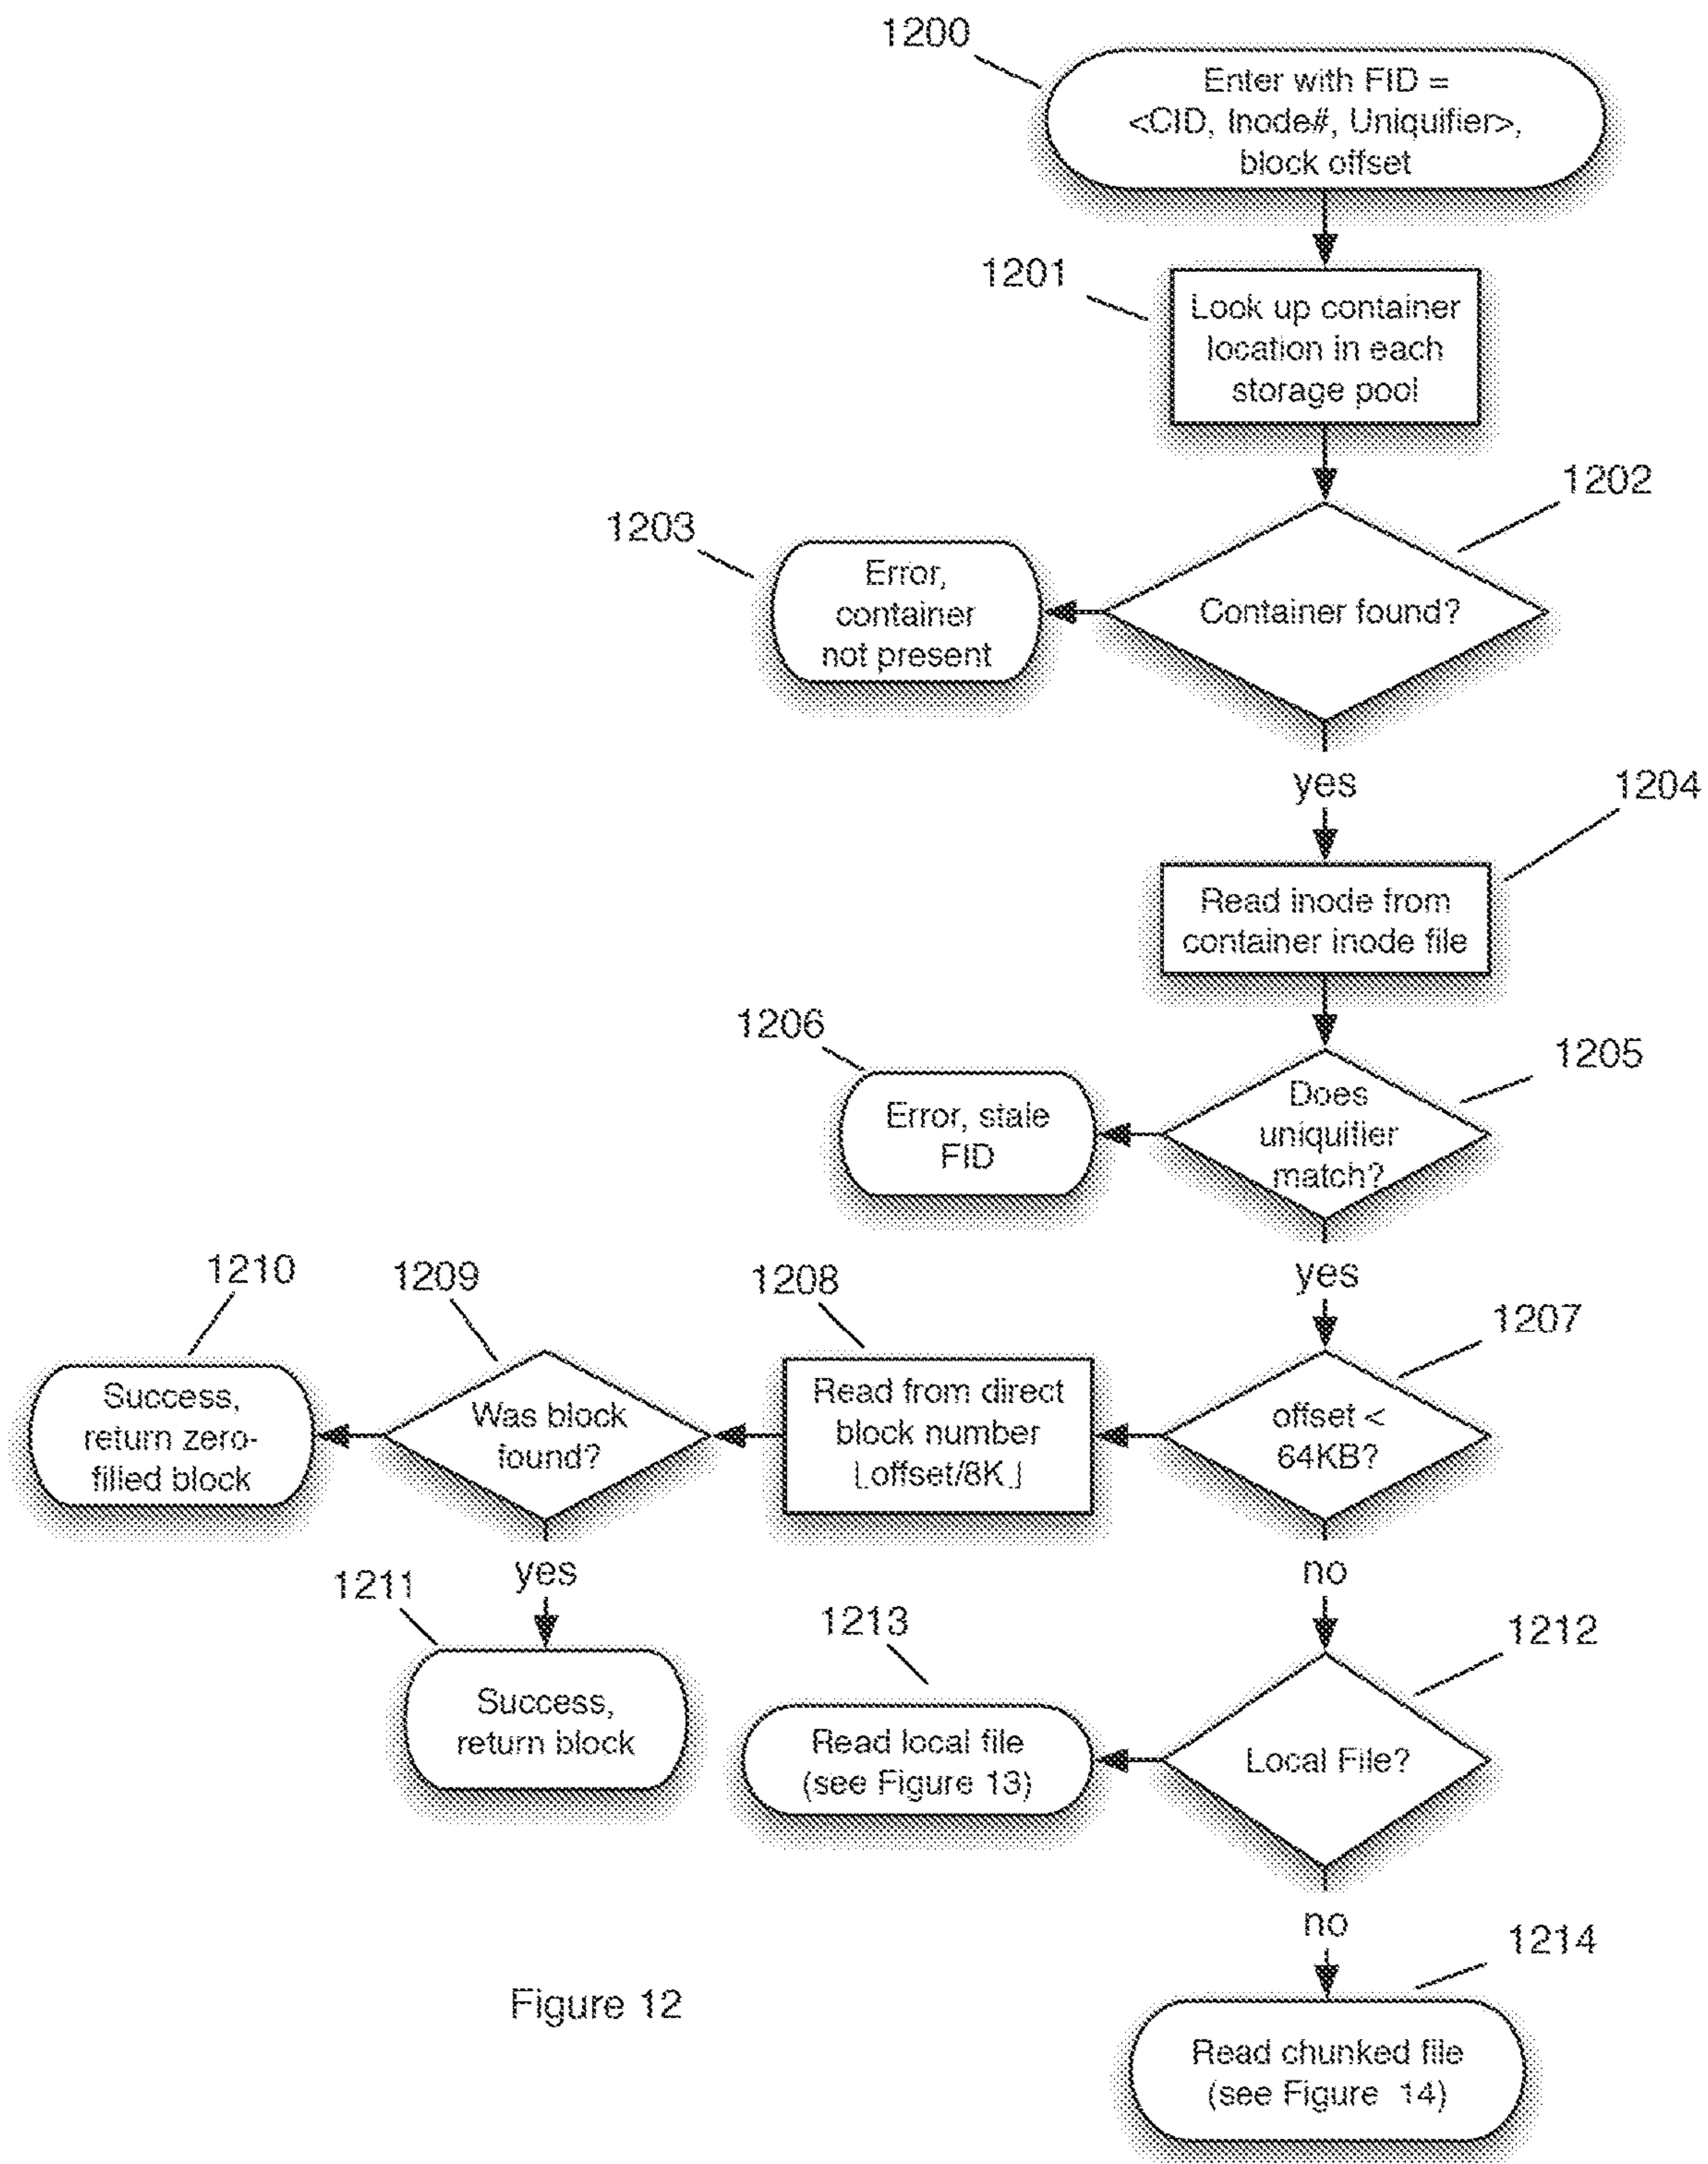 1200
Enter with FID =
<CID, Inode#, Uniquifier>,
block offset
1201
Look up container
location in each
storage pool
1202
Container found?
1203
Error,
container
not present
yes
1204
Read inode from
container inode file
1205
Does
uniquifier
match?
1206
Error, stale
FID
yes
1207
offset <
64KB?
1208
Read from direct
block number
⌊offset/8K⌋
1209
Was block
found?
1210
Success,
return zero-
filled block
yes
1211
Success,
return block
no
1212
Local File?
1213
Read local file
(see Figure 13)
no
1214
Read chunked file
(see Figure 14)
Figure 12